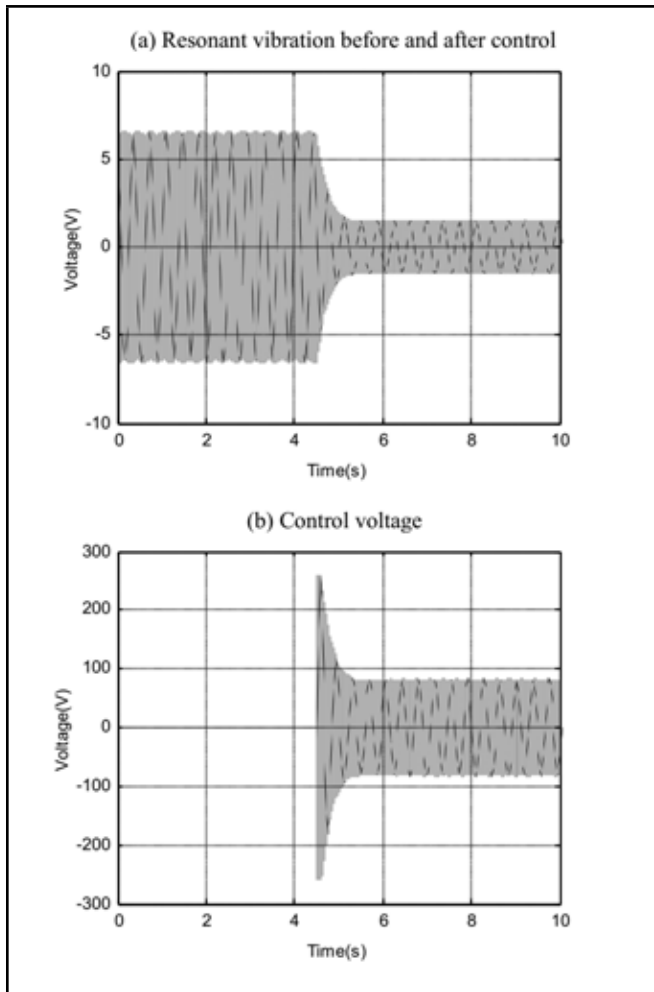 (a) Resonant vibration before and after control
10
5
0
-5
-10
Voltage(V)
0 2 4 6 8 10
Time(s)
(b) Control voltage
300
200
100
0
-100
-200
-300
Voltage(V)
0 2 4 6 8 10
Time(s)